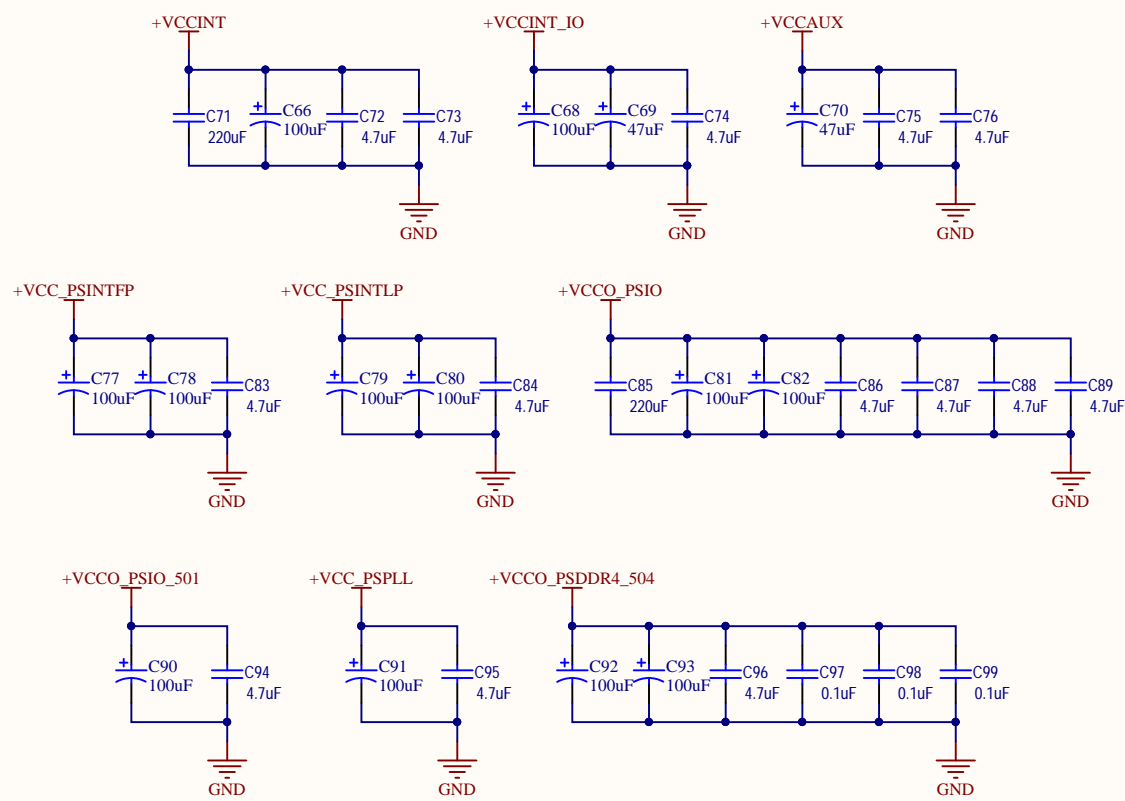 +VCCINT
C71
220uF
C66
100uF
C72
4.7uF
C73
4.7uF
GND
+VCCINT_IO
C68
100uF
C69
47uF
C74
4.7uF
GND
+VCCAUX
C70
47uF
C75
4.7uF
C76
4.7uF
GND
+VCC_PSINTFP
C77
100uF
C78
100uF
C83
4.7uF
GND
+VCC_PSINTLP
C79
100uF
C80
100uF
C84
4.7uF
GND
+VCCO_PSIO
C85
220uF
C81
100uF
C82
100uF
C86
4.7uF
C87
4.7uF
C88
4.7uF
C89
4.7uF
GND
+VCCO_PSIO_501
C90
100uF
C94
4.7uF
GND
+VCC_PSPLL
C91
100uF
C95
4.7uF
GND
+VCCO_PSDDR4_504
C92
100uF
C93
100uF
C96
4.7uF
C97
0.1uF
C98
0.1uF
C99
0.1uF
GND